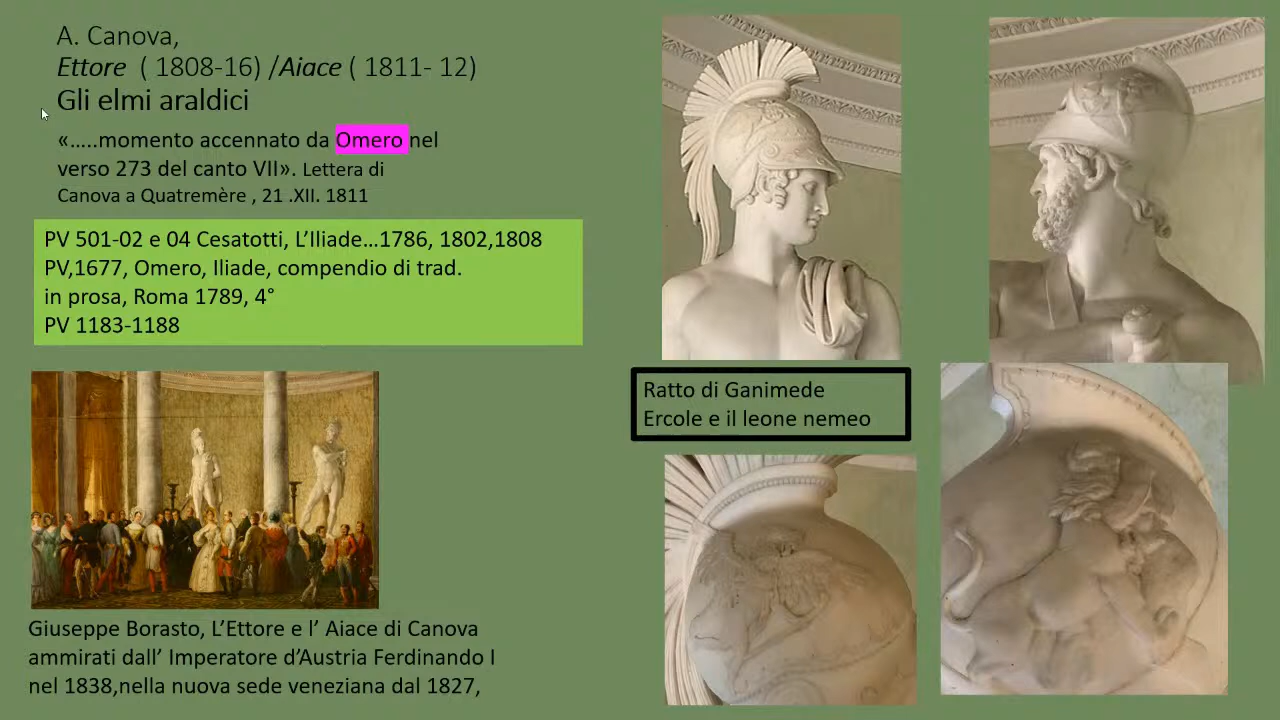 A. Canova,
Ettore ( 1808-16) /Aiace ( 1811- 12)
Gli elmi araldici
«…..momento accennato da Omero nel
verso 273 del canto VII». Lettera di
Canova a Quatremère , 21 .XII. 1811
PV 501-02 e 04 Cesatotti, L’Iliade…1786, 1802,1808
PV,1677, Omero, Iliade, compendio di trad.
in prosa, Roma 1789, 4°
PV 1183-1188
Ratto di Ganimede
Ercole e il leone nemeo
Giuseppe Borasto, L’Ettore e l’ Aiace di Canova
ammirati dall’ Imperatore d’Austria Ferdinando I
nel 1838,nella nuova sede veneziana dal 1827,